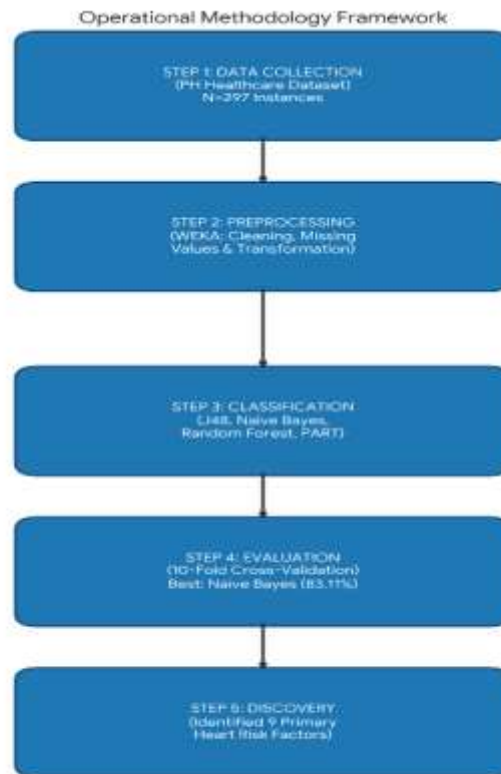 Operational Methodology Framework
STEP 1: DATA COLLECTION
(PH Healthcare Dataset)
N=297 Instances
STEP 2: PREPROCESSING
(WEKA: Cleaning, Missing
Values & Transformation)
STEP 3: CLASSIFICATION
(J48, Naive Bayes,
Random Forest, PART)
STEP 4: EVALUATION
(10-Fold Cross-Validation)
Best: Naive Bayes (83.11%)
STEP 5: DISCOVERY
(Identified 9 Primary
Heart Risk Factors)